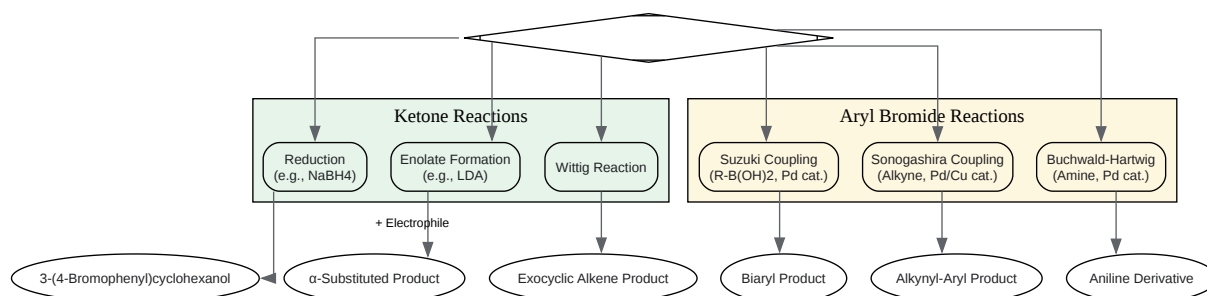 Ketone Reactions
Aryl Bromide Reactions
Reduction
(e.g., NaBH4)
Enolate Formation
(e.g., LDA)
Wittig Reaction
Suzuki Coupling
(R-B(OH)2, Pd cat.)
Sonogashira Coupling
(Alkyne, Pd/Cu cat.)
Buchwald-Hartwig
(Amine, Pd cat.)
+ Electrophile
3-(4-Bromophenyl)cyclohexanol
α-Substituted Product
Exocyclic Alkene Product
Biaryl Product
Alkynyl-Aryl Product
Aniline Derivative